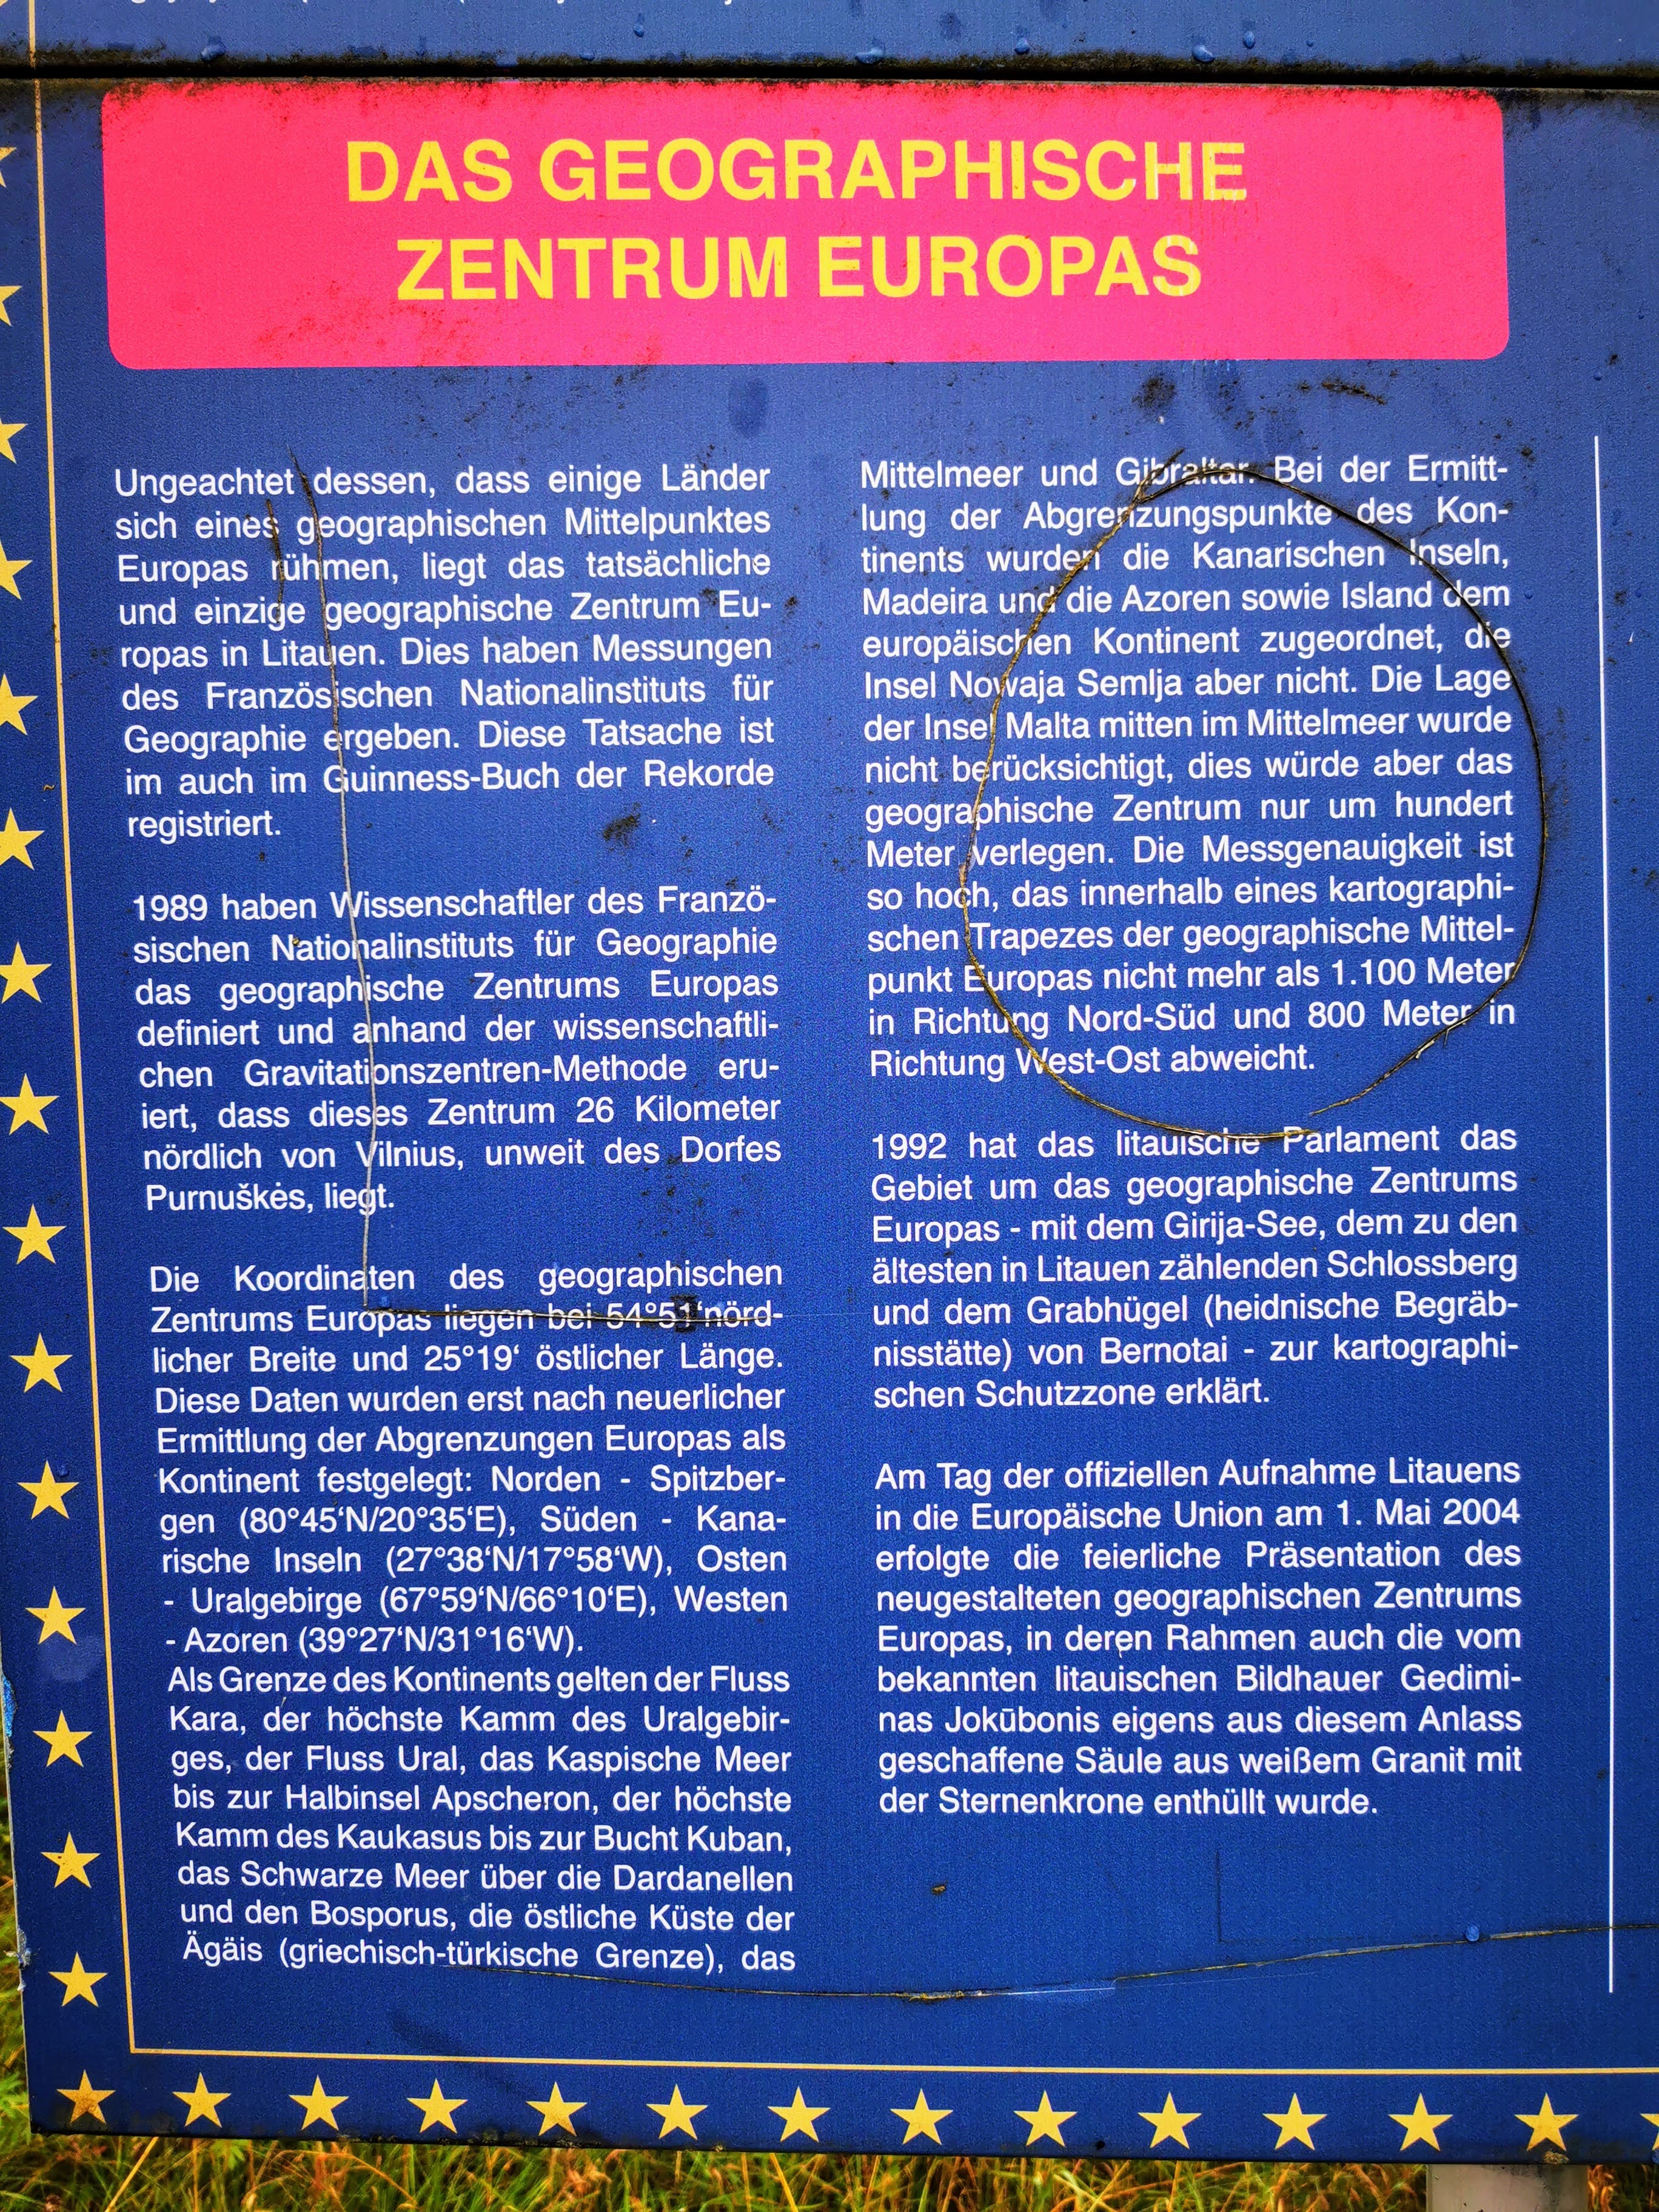 DAS GEOGRAPHISCHE
ZENTRUM EUROPAS
Ungeachtet dessen, dass einige Länder
sich eines geographischen Mittelpunktes
Europas rühmen, liegt das tatsächliche
und einzige geographische Zentrum Eu-
ropas in Litauen. Dies haben Messungen
des Französischen Nationalinstituts für
Geographie ergeben. Diese Tatsache ist
im auch im Guinness-Buch der Rekorde
registriert.
1989 haben Wissenschaftler des Franzö-
sischen Nationalinstituts für Geographie
das geographische Zentrums Europas
definiert und anhand der wissenschaftli-
chen Gravitationszentren-Methode eru-
iert, dass dieses Zentrum 26 Kilometer
nördlich von Vilnius, unweit des Dorfes
Purnuškės, liegt.
Die Koordinaten des geographischen
Zentrums Europas liegen bei 54°51‘nörd-
licher Breite und 25°19‘ östlicher Länge.
Diese Daten wurden erst nach neuerlicher
Ermittlung der Abgrenzungen Europas als
Kontinent festgelegt: Norden - Spitzber-
gen (80°45‘N/20°35‘E), Süden - Kana-
rische Inseln (27°38‘N/17°58‘W), Osten
- Uralgebirge (67°59‘N/66°10‘E), Westen
- Azoren (39°27‘N/31°16‘W).
Als Grenze des Kontinents gelten der Fluss
Kara, der höchste Kamm des Uralgebir-
ges, der Fluss Ural, das Kaspische Meer
bis zur Halbinsel Apscheron, der höchste
Kamm des Kaukasus bis zur Bucht Kuban,
das Schwarze Meer über die Dardanellen
und den Bosporus, die östliche Küste der
Ägäis (griechisch-türkische Grenze), das
Mittelmeer und Gibraltar. Bei der Ermitt-
lung der Abgrenzungspunkte des Kon-
tinents wurden die Kanarischen Inseln,
Madeira und die Azoren sowie Island dem
europäischen Kontinent zugeordnet, die
Insel Nowaja Semlja aber nicht. Die Lage
der Insel Malta mitten im Mittelmeer wurde
nicht berücksichtigt, dies würde aber das
geographische Zentrum nur um hundert
Meter verlegen. Die Messgenauigkeit ist
so hoch, das innerhalb eines kartographi-
schen Trapezes der geographische Mittel-
punkt Europas nicht mehr als 1.100 Meter
in Richtung Nord-Süd und 800 Meter in
Richtung West-Ost abweicht.
1992 hat das litauische Parlament das
Gebiet um das geographische Zentrums
Europas - mit dem Girija-See, dem zu den
ältesten in Litauen zählenden Schlossberg
und dem Grabhügel (heidnische Begräb-
nisstätte) von Bernotai - zur kartographi-
schen Schutzzone erklärt.
Am Tag der offiziellen Aufnahme Litauens
in die Europäische Union am 1. Mai 2004
erfolgte die feierliche Präsentation des
neugestalteten geographischen Zentrums
Europas, in deren Rahmen auch die vom
bekannten litauischen Bildhauer Gedimi-
nas Jokūbonis eigens aus diesem Anlass
geschaffene Säule aus weißem Granit mit
der Sternenkrone enthüllt wurde.